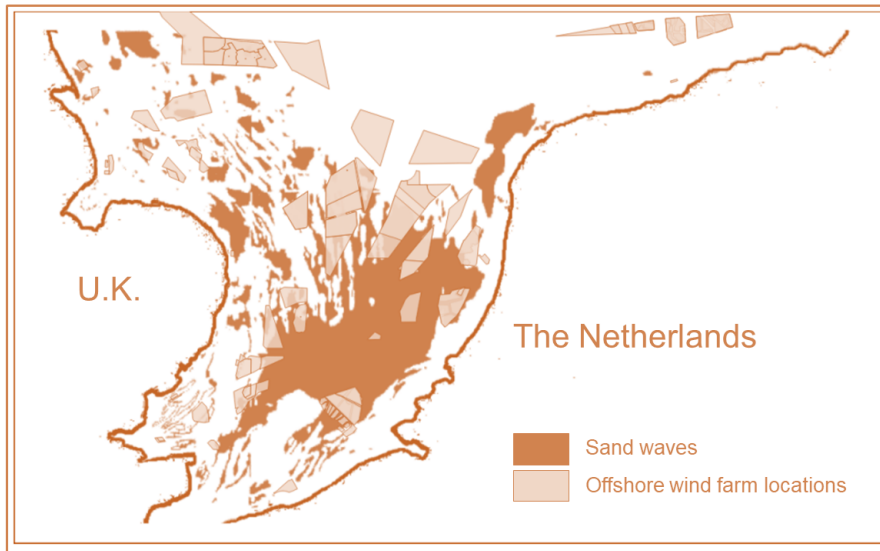 U.K.
The Netherlands
Sand waves
Offshore wind farm locations